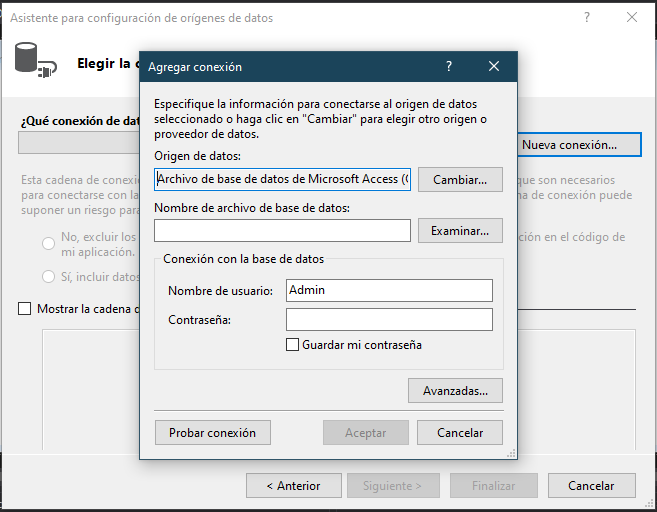 Asistente para configuración de orígenes de datos
?
Elegir la c
¿Qué conexión de dat
Nueva conexión...
Esta cadena de conexió
que son necesarios
para conectarse con la
na de conexión puede
suponer un riesgo para
No, excluir los
ción en el código de
mi aplicación.
Sí, incluir datos
Mostrar la cadena d
Agregar conexión
?
Especifique la información para conectarse al origen de datos
seleccionado o haga clic en "Cambiar" para elegir otro origen o
proveedor de datos.
Origen de datos:
Archivo de base de datos de Microsoft Access (O
Cambiar...
Nombre de archivo de base de datos:
Examinar...
Conexión con la base de datos
Nombre de usuario:
Admin
Contraseña:
Guardar mi contraseña
Avanzadas...
Probar conexión
Aceptar
Cancelar
< Anterior
Siguiente >
Finalizar
Cancelar